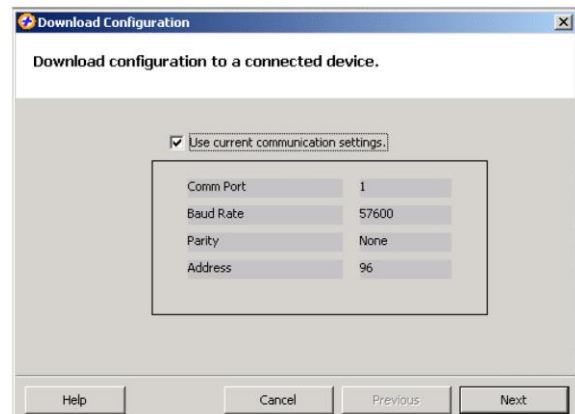 Download Configuration
Download configuration to a connected device.
Use current communication settings.
Comm Port 1
Baud Rate 57600
Parity None
Address 96
Help Cancel Previous Next